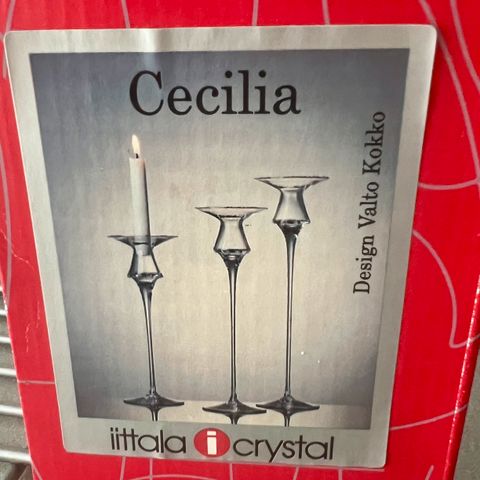 Cecilia
Design Valto Kokko
iittala i crystal